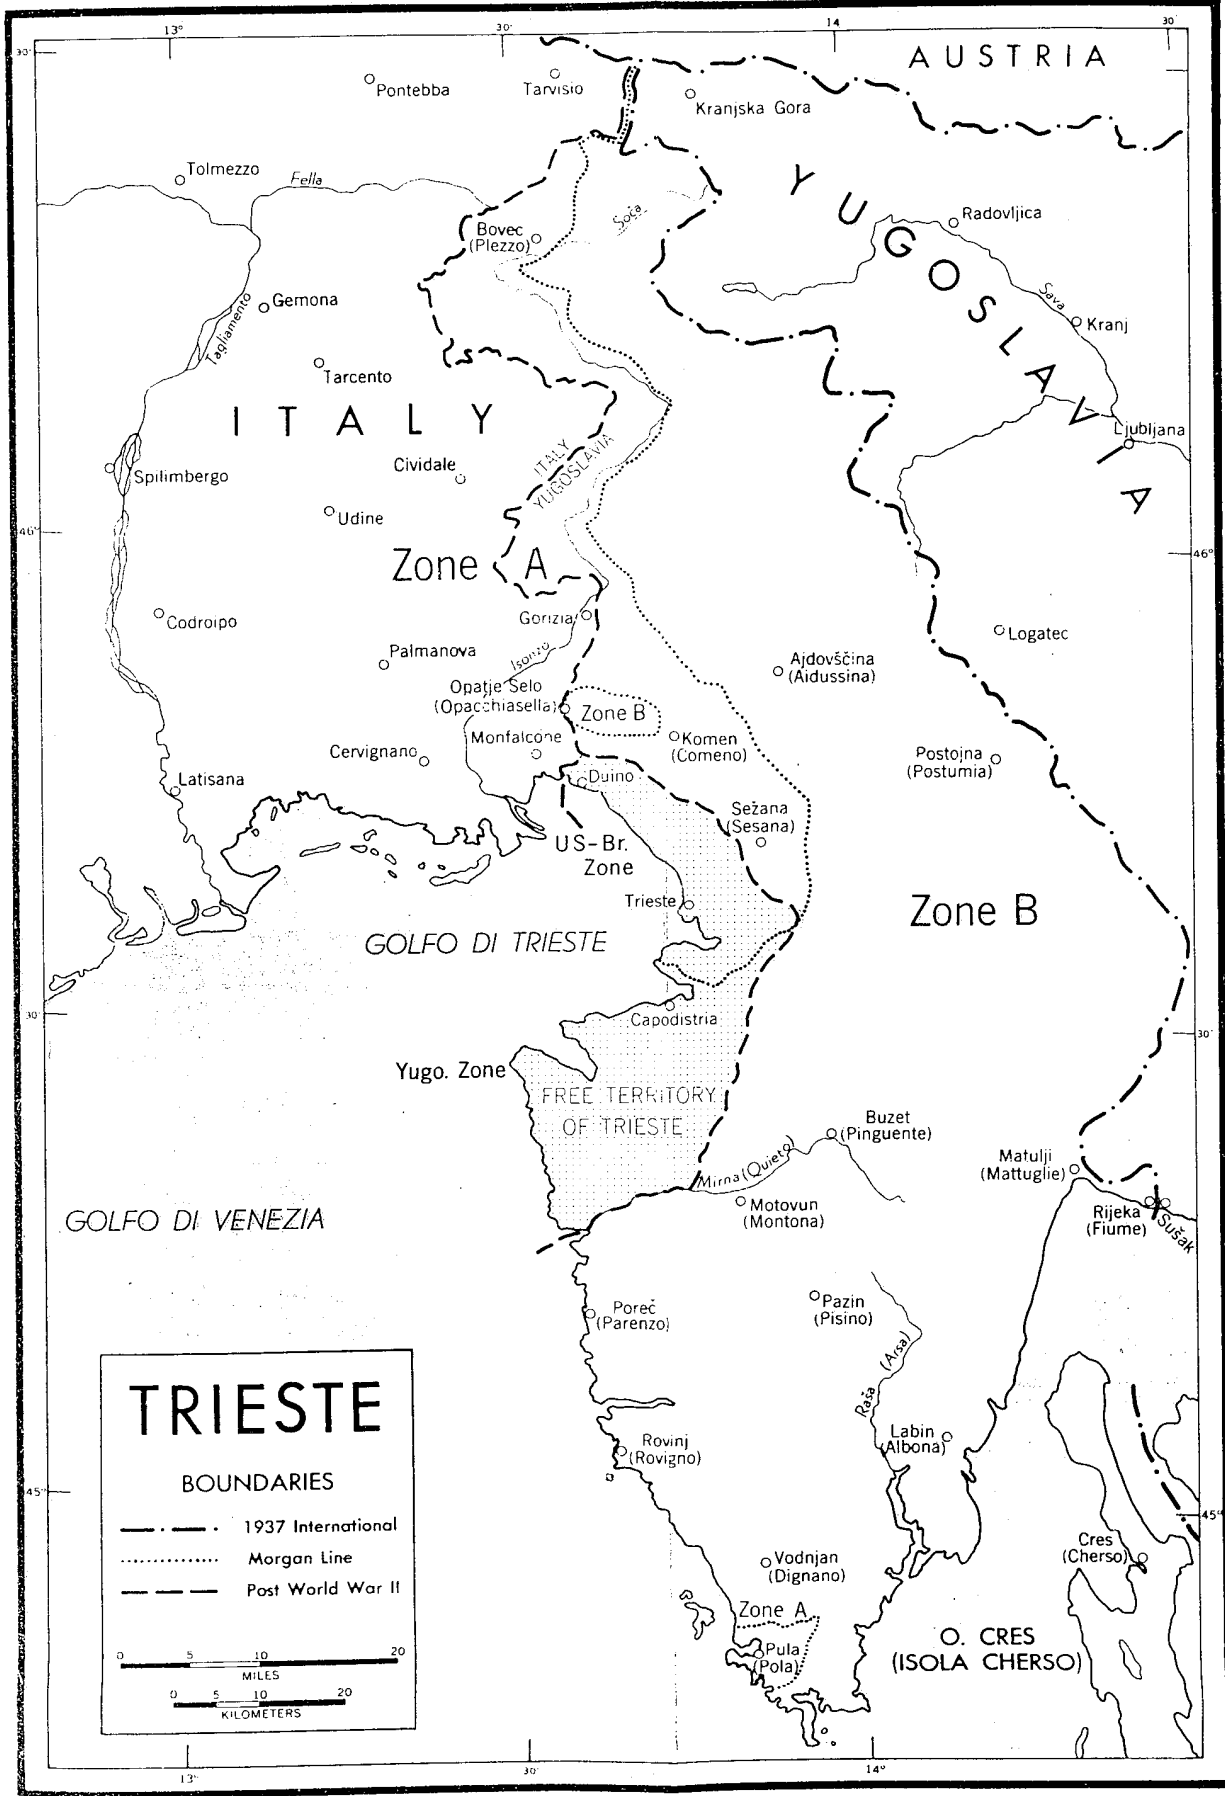 13°
30'
14
30'
30'
AUSTRIA
Pontebba
Tarvisio
Kranjska Gora
Tolmezzo
Fella
YUGOSLAVIA
Soča
Radovljica
Bovec
(Plezzo)
Gemona
Tagliamento
Sava
Kranj
Tarcento
ITALY
Ljubljana
Cividale
ITALY
YUGOSLAVIA
Spilimbergo
Udine
46°
46°
Zone A
Gorizia
Codroipo
Logatec
Isonzo
Palmanova
Ajdovščina
(Aidussina)
Opatje Selo
(Opacchiasella)
Zone B
Monfalcone
Komen
(Comeno)
Cervignano
Postojna
(Postumia)
Latisana
Duino
Sežana
(Sesana)
US-Br.
Zone
Trieste
Zone B
GOLFO DI TRIESTE
30'
Capodistria
30'
Yugo. Zone
FREE TERRITORY
OF TRIESTE
Buzet
(Pinguente)
Mirna (Quieto)
Matulji
(Mattuglie)
Motovun
(Montona)
Rijeka
(Fiume)
Sušak
GOLFO DI VENEZIA
Pazin
(Pisino)
Poreč
(Parenzo)
Raša (Arsa)
Labin
(Albona)
Rovinj
(Rovigno)
45°
45°
Cres
(Cherso)
Vodnjan
(Dignano)
Zone A
Pula
(Pola)
O. CRES
(ISOLA CHERSO)
TRIESTE
BOUNDARIES
1937 International
Morgan Line
Post World War II
0 5 10 20
MILES
0 5 10 20
KILOMETERS
13°
30'
14°